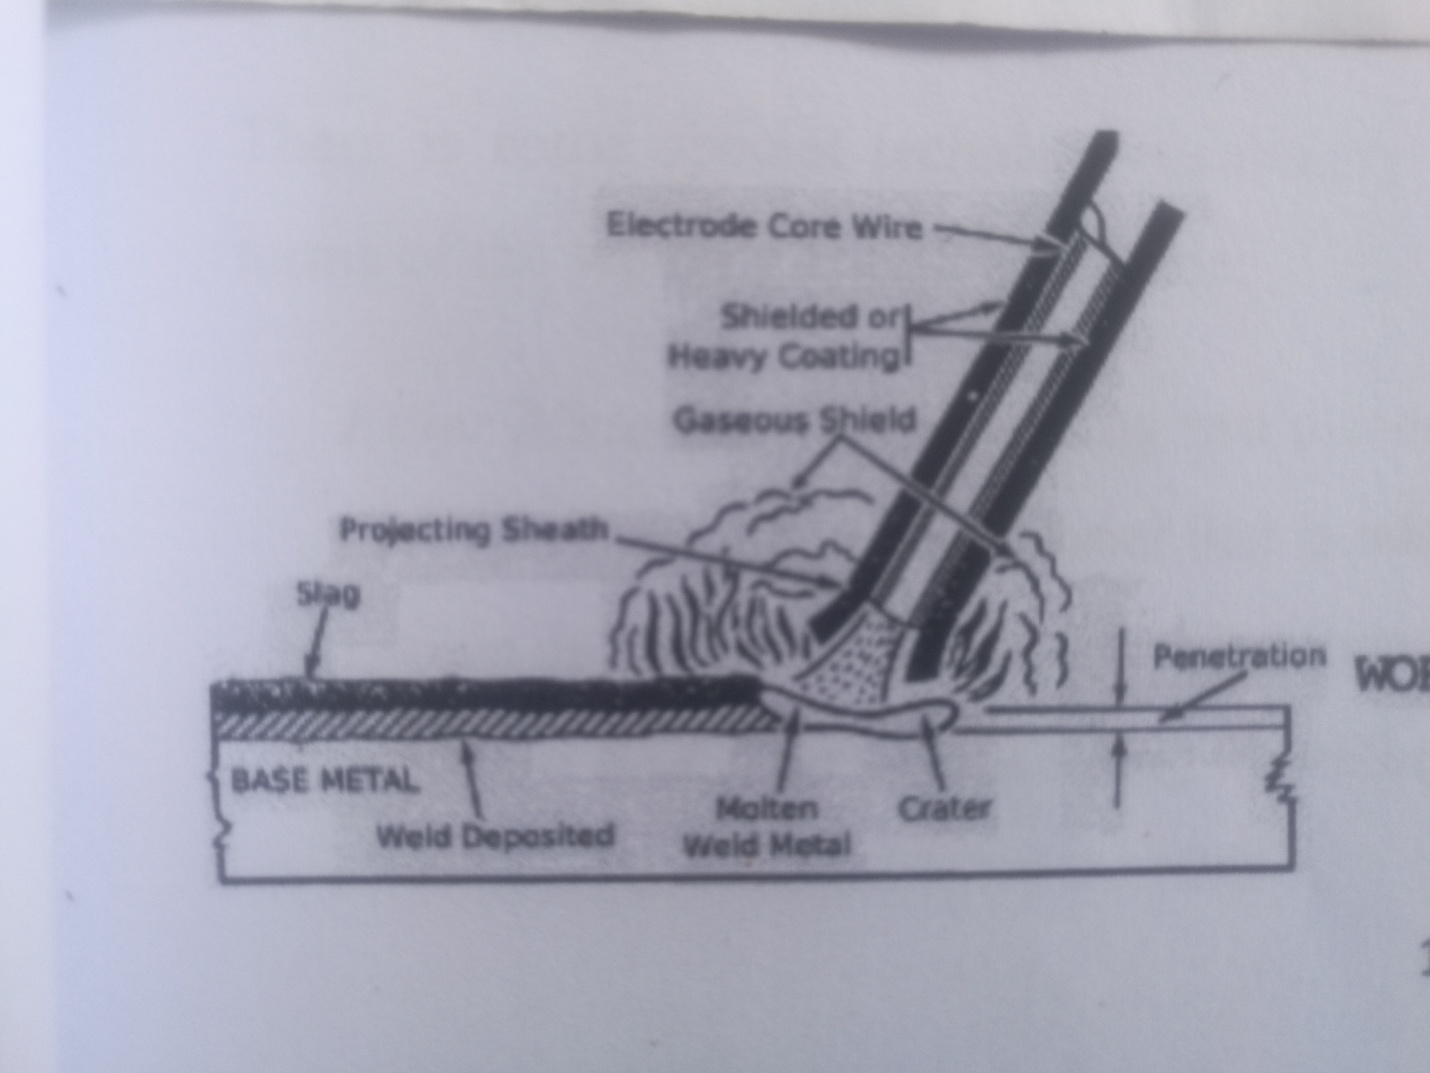 Electrode Core Wire
Shielded or
Heavy Coating
Gaseous Shield
Projecting Sheath
Slag
Penetration
BASE METAL
Weld Deposited
Molten
Weld Metal
Crater